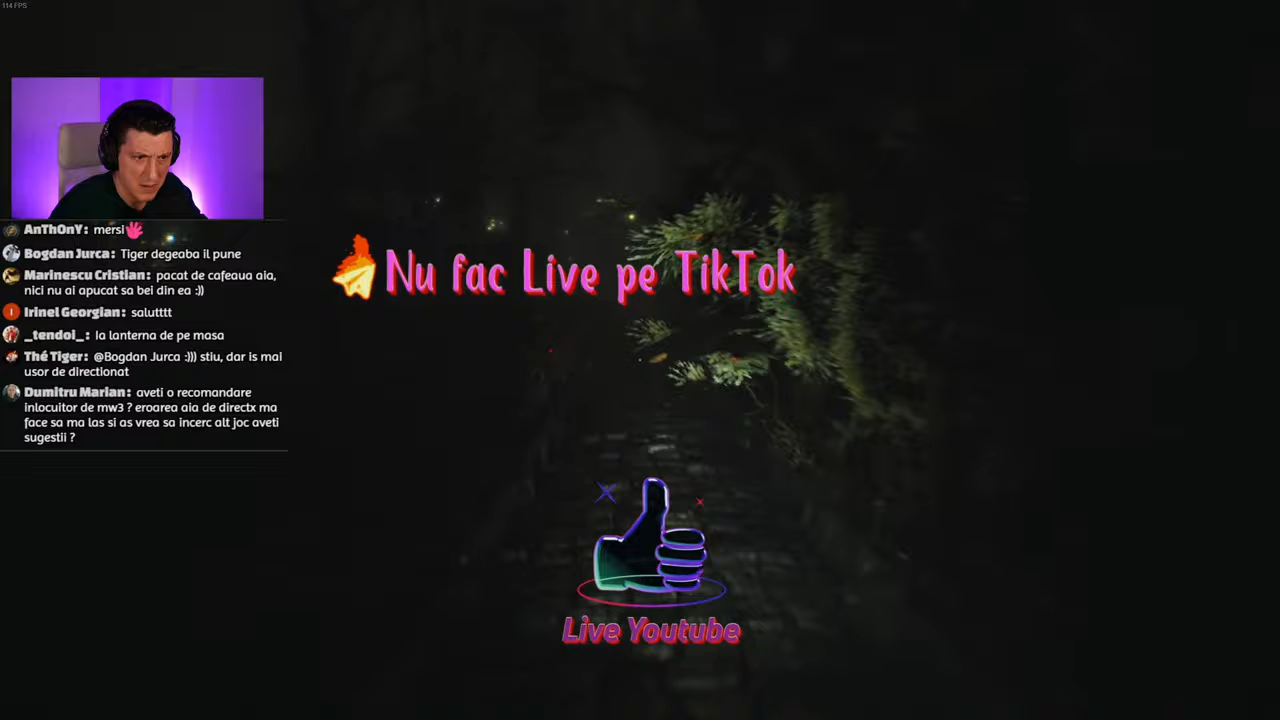 114 FPS
AnThOnY: mersi
Bogdan Jurca: Tiger degeaba il pune
Marinescu Cristian: pacat de cafeaua aia,
nici nu ai apucat sa bei din ea :))
Irinel Georgian: salutttt
_tendoi_: la lanterna de pe masa
Thé Tiger: @Bogdan Jurca :))) stiu, dar is mai
usor de directionat
Dumitru Marian: aveti o recomandare
inlocuitor de mw3 ? eroarea aia de directx ma
face sa ma las si as vrea sa incerc alt joc aveti
sugestii ?
Nu fac Live pe TikTok
Live Youtube